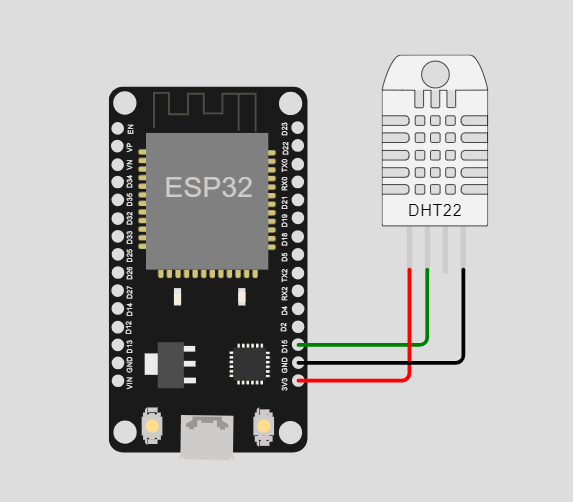 ESP32
DHT22
EN
VP
VN
D34
D35
D32
D33
D25
D26
D27
D14
D12
D13
GND
VIN
D23
D22
TX0
RX0
D21
D19
D18
D5
TX2
RX2
D4
D2
D15
GND
3V3